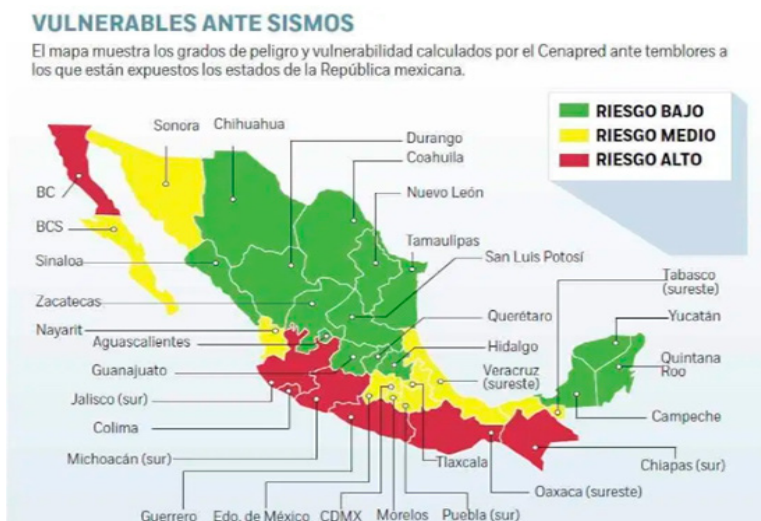 VULNERABLES ANTE SISMOS
El mapa muestra los grados de peligro y vulnerabilidad calculados por el Cenapred ante temblores a
los que están expuestos los estados de la República mexicana.
RIESGO BAJO
RIESGO MEDIO
RIESGO ALTO
Sonora
Chihuahua
Durango
Coahuila
BC
Nuevo León
BCS
Tamaulipas
San Luis Potosí
Sinaloa
Tabasco
(sureste)
Zacatecas
Querétaro
Yucatán
Nayarit
Aguascalientes
Hidalgo
Quintana
Roo
Guanajuato
Veracruz
(sureste)
Jalisco (sur)
Campeche
Colima
Michoacán (sur)
Tlaxcala
Chiapas (sur)
Oaxaca (sureste)
Guerrero
Edo. de México
CDMX
Morelos
Puebla (sur)